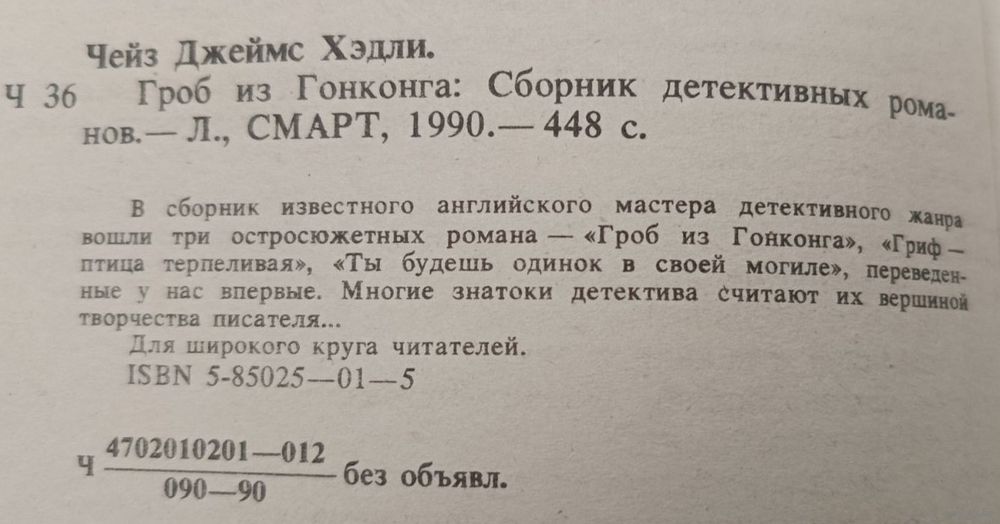 Чейз Джеймс Хэдли.
Ч 36 Гроб из Гонконга: Сборник детективных рома-
нов.— Л., СМАРТ, 1990.— 448 с.
В сборник известного английского мастера детективного жанра
вошли три остросюжетных романа — «Гроб из Гонконга», «Гриф —
птица терпеливая», «Ты будешь одинок в своей могиле», переведен-
ные у нас впервые. Многие знатоки детектива считают их вершиной
творчества писателя...
Для широкого круга читателей.
ISBN 5-85025—01—5
4702010201—012
Ч без объявл.
090—90